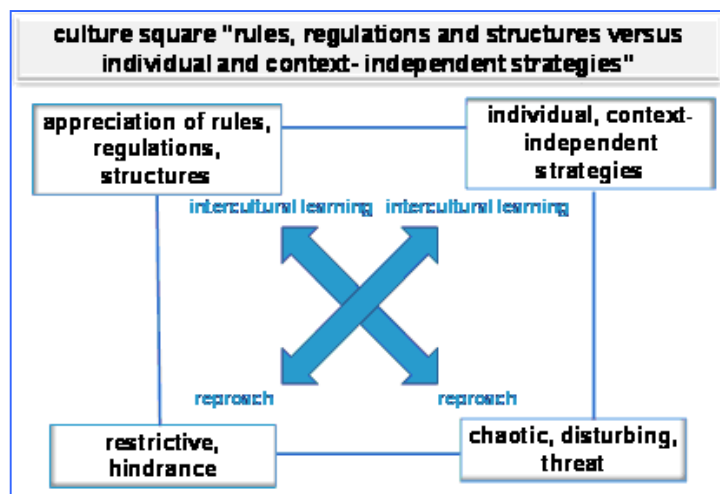 culture square "rules, regulations and structures versus
individual and context- independent strategies"
appreciation of rules,
regulations,
structures
individual, context-
independent
strategies
intercultural learning
intercultural learning
reproach
reproach
restrictive,
hindrance
chaotic, disturbing,
threat